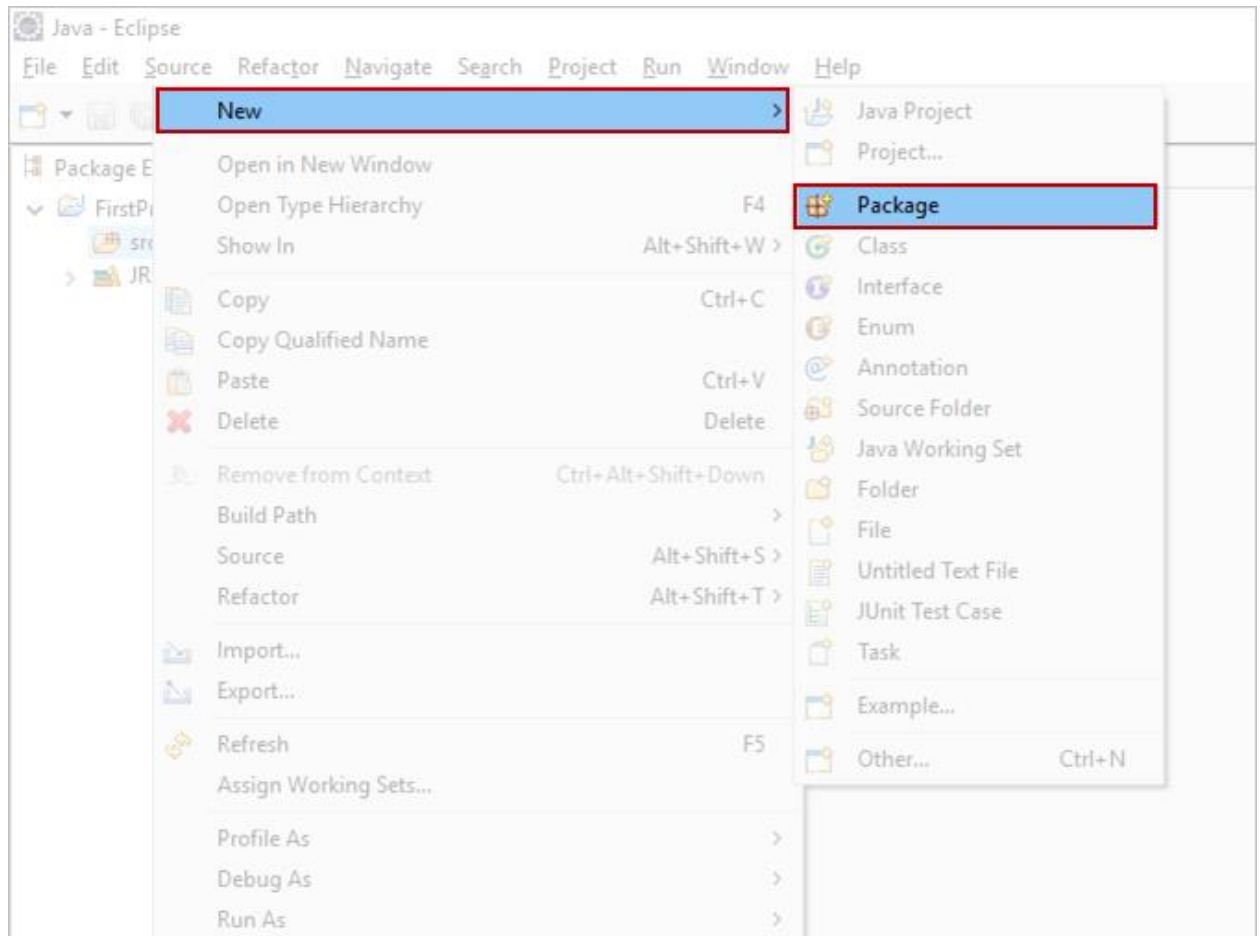 Java - Eclipse
File Edit Source Refactor Navigate Search Project Run Window Help
Package E
FirstPr
src
JR
New
Open in New Window
Open Type Hierarchy F4
Show In Alt+Shift+W >
Copy Ctrl+C
Copy Qualified Name
Paste Ctrl+V
Delete Delete
Remove from Context Ctrl+Alt+Shift+Down
Build Path >
Source Alt+Shift+S >
Refactor Alt+Shift+T >
Import...
Export...
Refresh F5
Assign Working Sets...
Profile As >
Debug As >
Run As >
Java Project
Project...
Package
Class
Interface
Enum
Annotation
Source Folder
Java Working Set
Folder
File
Untitled Text File
JUnit Test Case
Task
Example...
Other... Ctrl+N